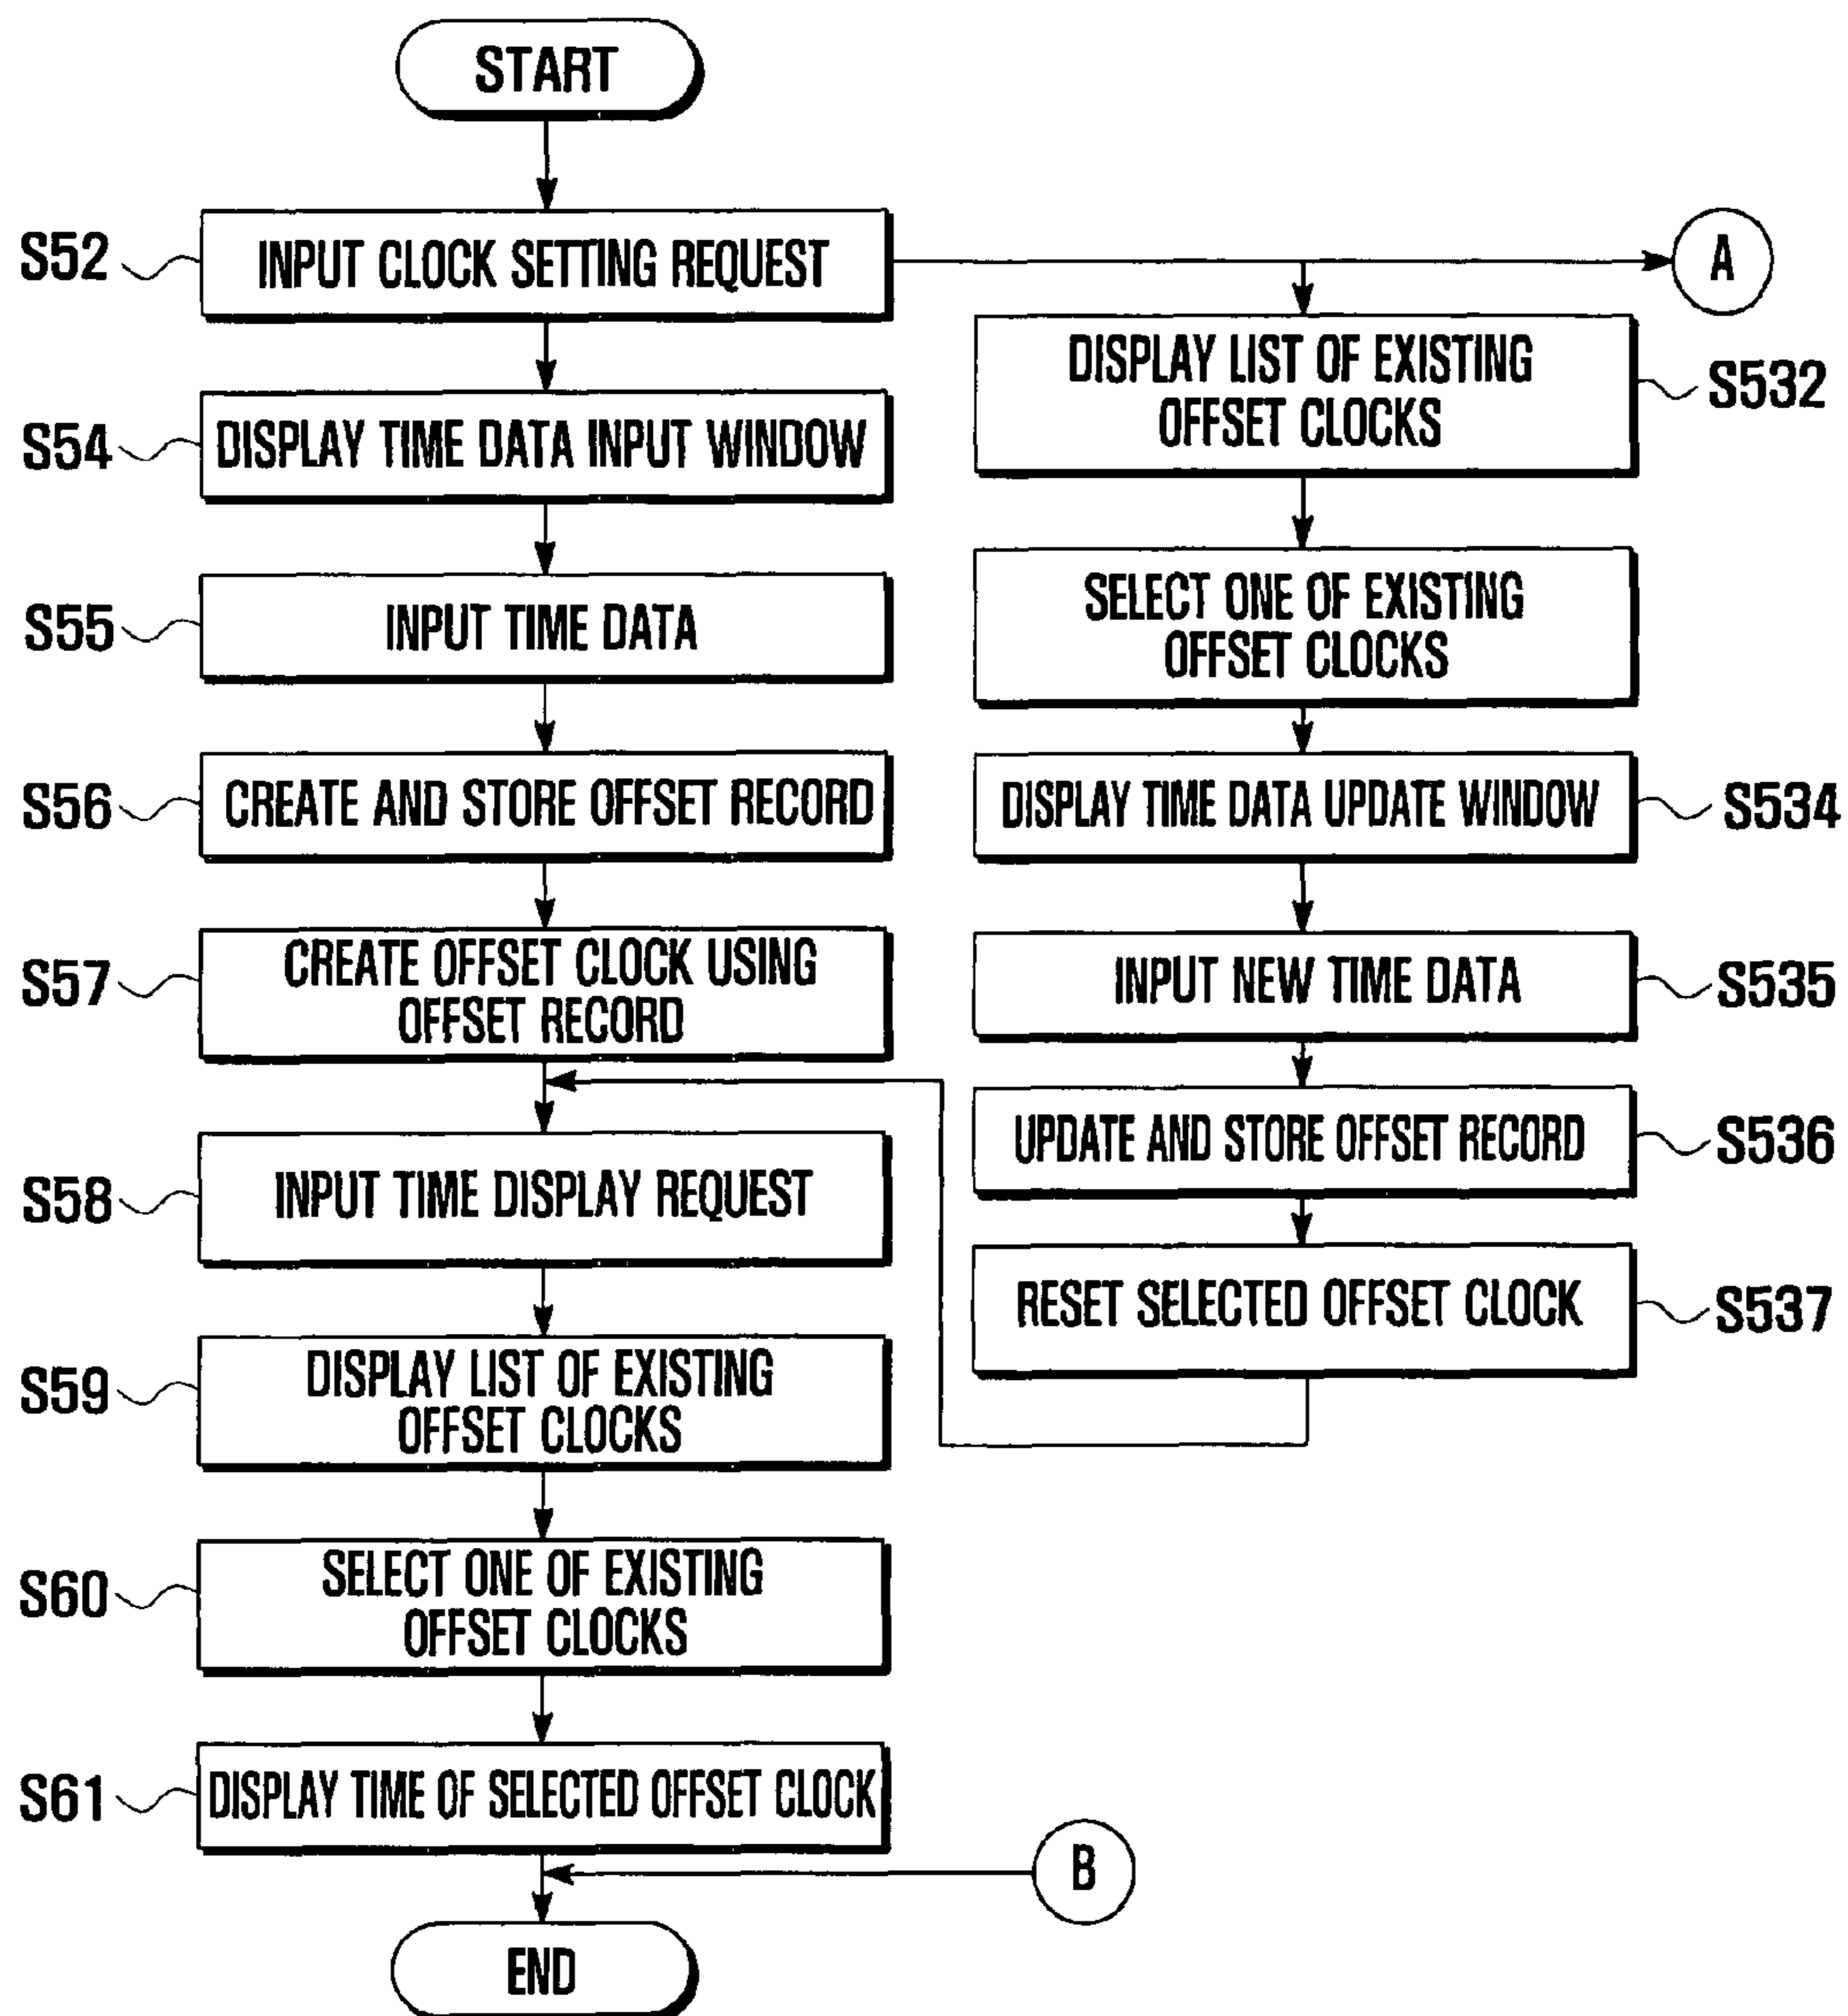 START
S52
INPUT CLOCK SETTING REQUEST
A
S54
DISPLAY TIME DATA INPUT WINDOW
S55
INPUT TIME DATA
S56
CREATE AND STORE OFFSET RECORD
S57
CREATE OFFSET CLOCK USING
OFFSET RECORD
S58
INPUT TIME DISPLAY REQUEST
S59
DISPLAY LIST OF EXISTING
OFFSET CLOCKS
S60
SELECT ONE OF EXISTING
OFFSET CLOCKS
S61
DISPLAY TIME OF SELECTED OFFSET CLOCK
DISPLAY LIST OF EXISTING
OFFSET CLOCKS
S532
SELECT ONE OF EXISTING
OFFSET CLOCKS
DISPLAY TIME DATA UPDATE WINDOW
S534
INPUT NEW TIME DATA
S535
UPDATE AND STORE OFFSET RECORD
S536
RESET SELECTED OFFSET CLOCK
S537
B
END